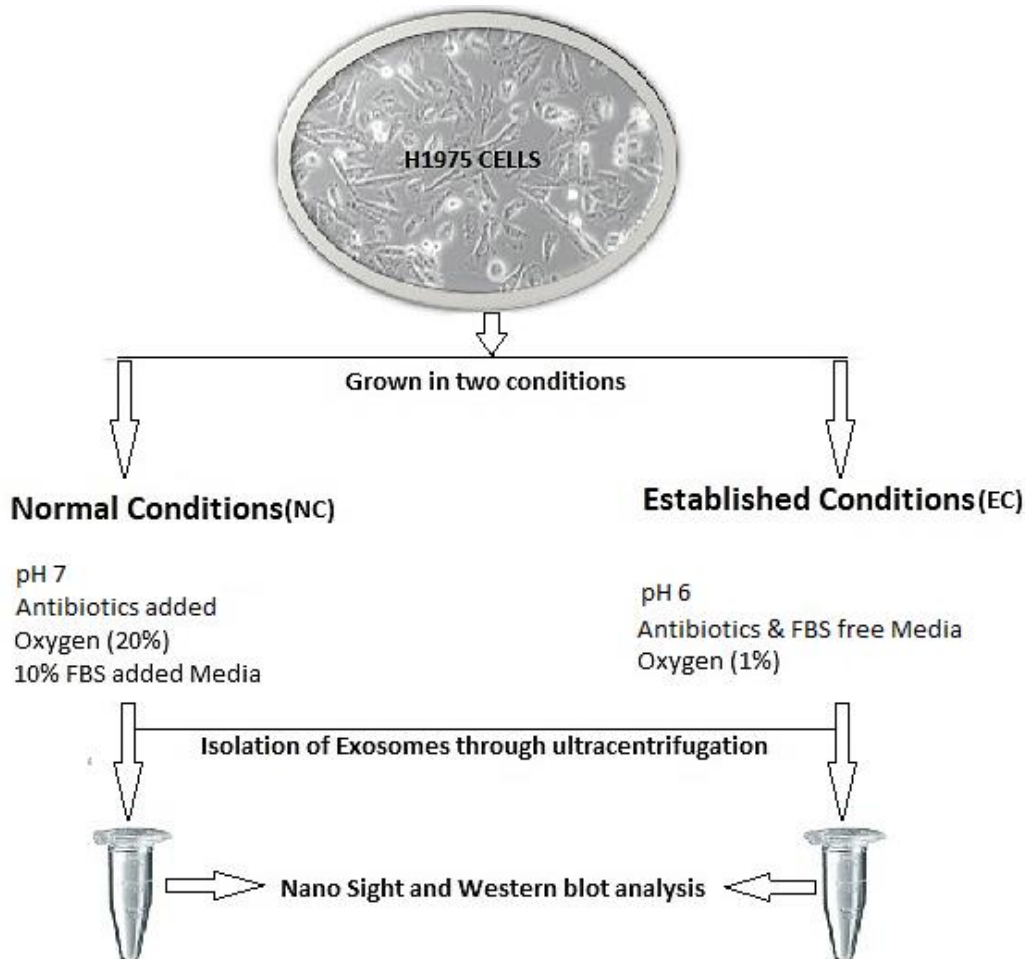 H1975 CELLS
Grown in two conditions
Normal Conditions(NC)
pH 7
Antibiotics added
Oxygen (20%)
10% FBS added Media
Established Conditions(EC)
pH 6
Antibiotics & FBS free Media
Oxygen (1%)
Isolation of Exosomes through ultracentrifugation
Nano Sight and Western blot analysis